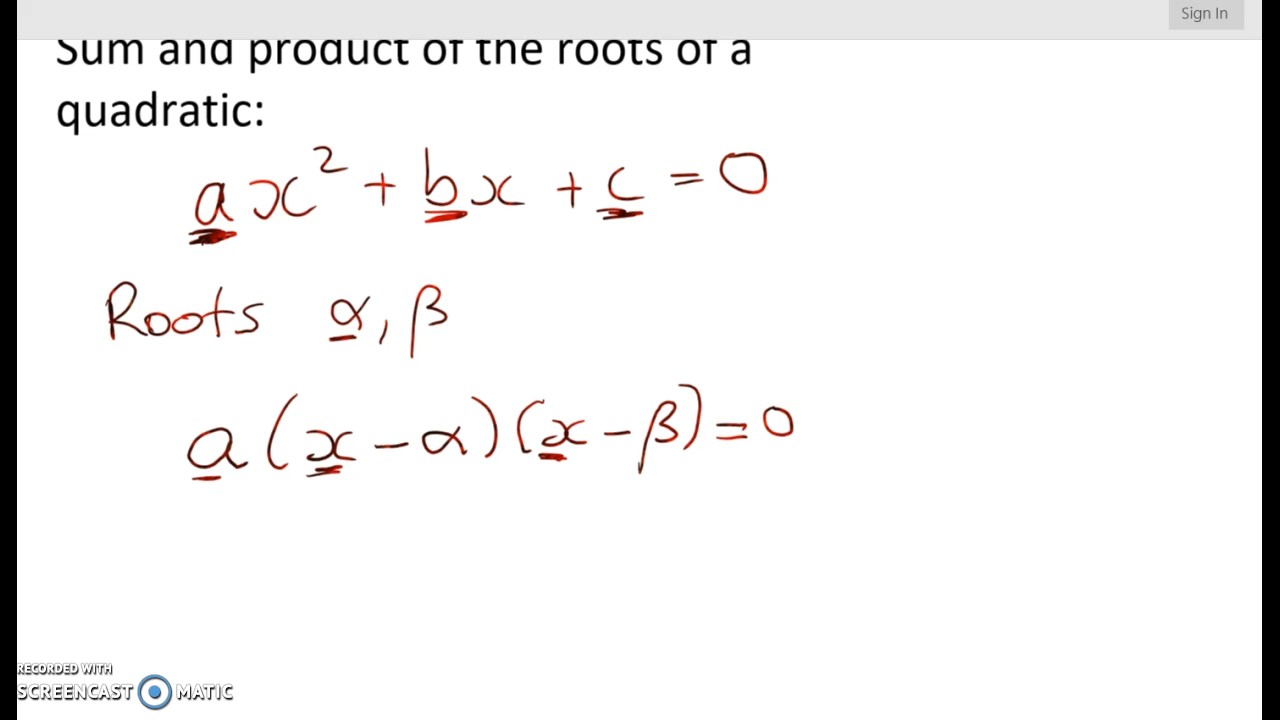 Sign In
Sum and product of the roots of a
quadratic:
ax² + bx + c = 0
Roots α, β
a(x - α)(x - β) = 0
RECORDED WITH
SCREENCAST MATIC